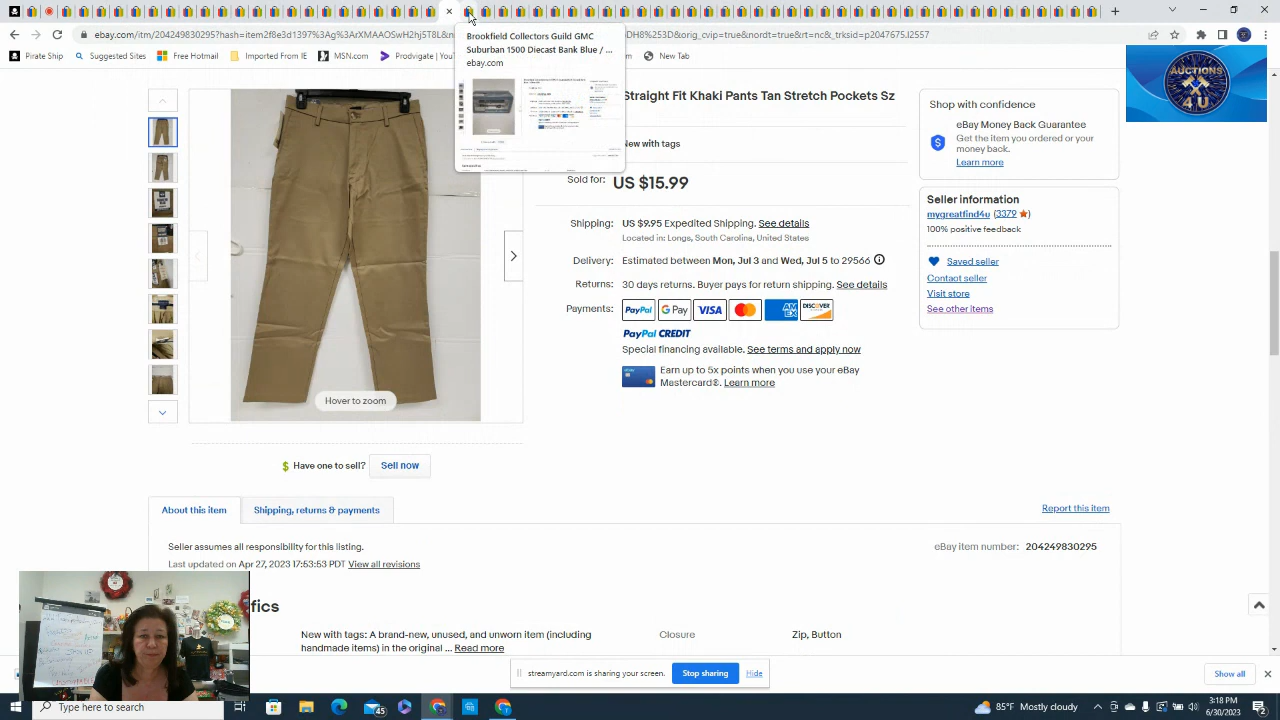 ebay.com/itm/204249830295?hash=item2f8e3d1397%3Ag%3ArXMAAOSwH2hj5T8L&n
DH8%253D&orig_cvip=true&nordt=true&rt=nc&_trksid=p2047675.l2557
Pirate Ship
Suggested Sites
Free Hotmail
Imported From IE
MSN.com
Prodvigate | You
New Tab
Brookfield Collectors Guild GMC
Suburban 1500 Diecast Bank Blue / ...
ebay.com
Straight Fit Khaki Pants Tan Stretch Pockets Sz
Shop with confidence
eBay Money Back Guarantee
Get the item you ordered or your
money back.
Learn more
AUCTIONS
4 U
New with tags
Sold for:
US $15.99
Shipping:
US $9.95 Expedited Shipping. See details
Located in: Longs, South Carolina, United States
Delivery:
Estimated between Mon, Jul 3 and Wed, Jul 5 to 29566
Returns:
30 days returns. Buyer pays for return shipping. See details
Payments:
PayPal
G Pay
VISA
mastercard
AM
EX
DISCOVER
PayPal CREDIT
Special financing available. See terms and apply now
Earn up to 5x points when you use your eBay
Mastercard®. Learn more
Seller information
mygreatfind4u (3379 )
100% positive feedback
Saved seller
Contact seller
Visit store
See other items
Hover to zoom
Have one to sell?
Sell now
About this item
Shipping, returns & payments
Report this item
Seller assumes all responsibility for this listing.
eBay item number:
204249830295
Last updated on Apr 27, 2023 17:53:53 PDT View all revisions
fics
New with tags: A brand-new, unused, and unworn item (including
handmade items) in the original ... Read more
Closure
Zip, Button
streamyard.com is sharing your screen.
Stop sharing
Hide
Show all
Type here to search
45
85°F Mostly cloudy
3:18 PM
6/30/2023
2